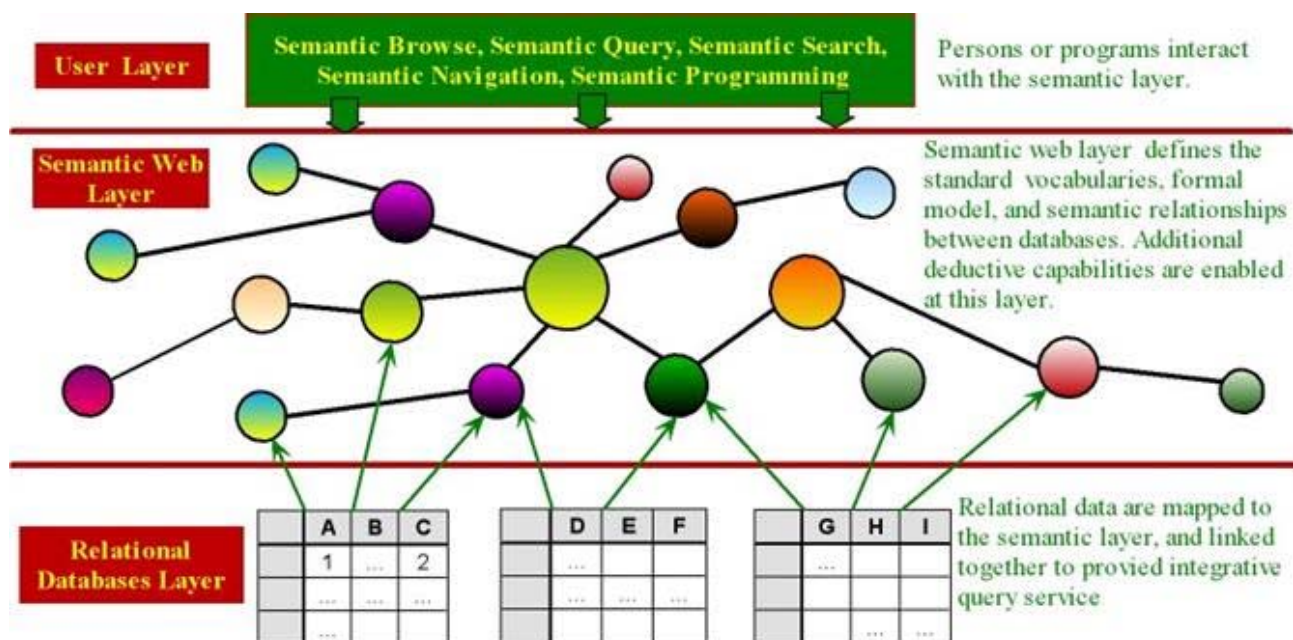 User Layer
Semantic Browse, Semantic Query, Semantic Search,
Semantic Navigation, Semantic Programming
Persons or programs interact
with the semantic layer.
Semantic Web
Layer
Semantic web layer defines the
standard vocabularies, formal
model, and semantic relationships
between databases. Additional
deductive capabilities are enabled
at this layer.
Relational
Databases Layer
A B C
1 ... 2
... ... ...
...
D E F
...
... ... ...
G H I
...
... ...
Relational data are mapped to
the semantic layer, and linked
together to provied integrative
query service